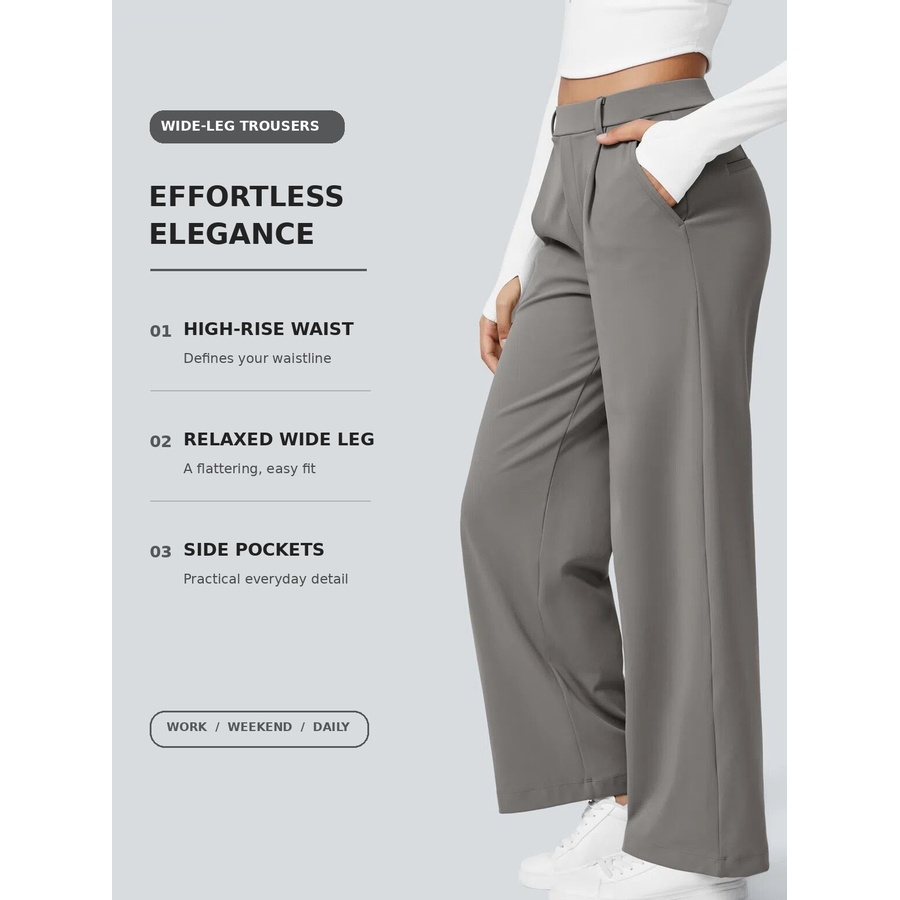 WIDE-LEG TROUSERS
EFFORTLESS
ELEGANCE
01 HIGH-RISE WAIST
Defines your waistline
02 RELAXED WIDE LEG
A flattering, easy fit
03 SIDE POCKETS
Practical everyday detail
WORK / WEEKEND / DAILY